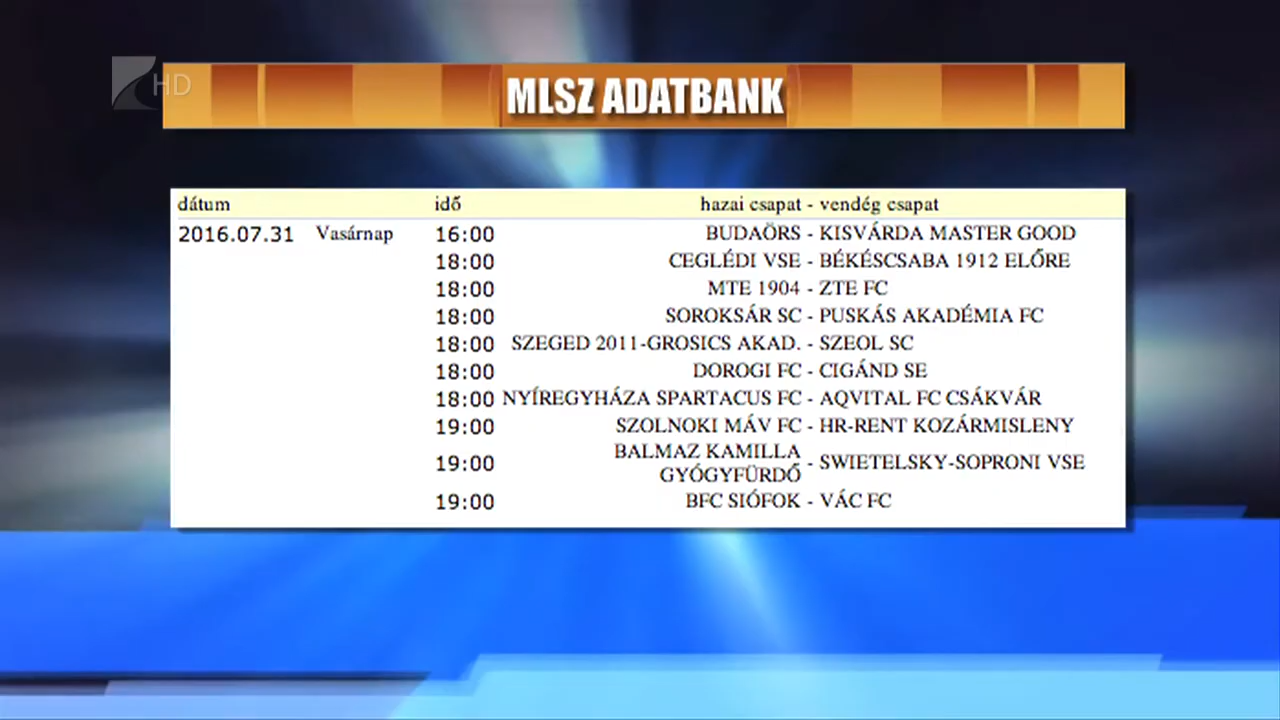 HD
MLSZ ADATBANK
dátum idő hazai csapat - vendég csapat
2016.07.31 Vasárnap 16:00 BUDAÖRS - KISVÁRDA MASTER GOOD
18:00 CEGLÉDI VSE - BÉKÉSCSABA 1912 ELŐRE
18:00 MTE 1904 - ZTE FC
18:00 SOROKSÁR SC - PUSKÁS AKADÉMIA FC
18:00 SZEGED 2011-GROSICS AKAD. - SZEOL SC
18:00 DOROGI FC - CIGÁND SE
18:00 NYÍREGYHÁZA SPARTACUS FC - AQVITAL FC CSÁKVÁR
19:00 SZOLNOKI MÁV FC - HR-RENT KOZÁRMISLENY
19:00 BALMAZ KAMILLA
GYÓGYFÜRDŐ - SWIETELSKY-SOPRONI VSE
19:00 BFC SIÓFOK - VÁC FC